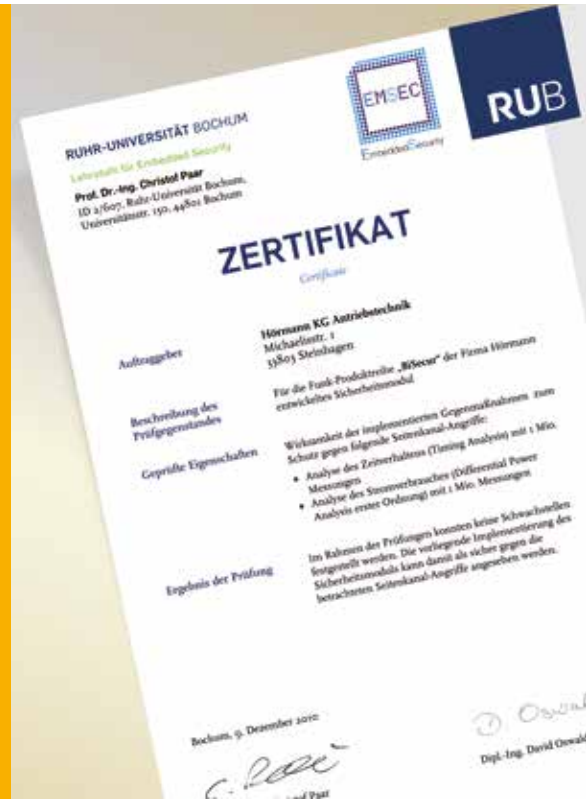 RUHR-UNIVERSITÄT BOCHUM
Lehrstuhl für Embedded Security
Prof. Dr.-Ing. Christof Paar
ID 2/607, Ruhr-Universität Bochum,
Universitätsstr. 150, 44801 Bochum
EMSEC
Embedded Security
RUB
ZERTIFIKAT
Certificate
Auftraggeber
Hörmann KG Antriebstechnik
Michaelisstr. 1
33803 Steinhagen
Beschreibung des
Prüfgegenstandes
Für die Funk-Produktreihe „BiSecur" der Firma Hörmann
entwickeltes Sicherheitsmodul
Geprüfte Eigenschaften
Wirksamkeit der implementierten Gegenmaßnahmen zum
Schutz gegen folgende Seitenkanal-Angriffe:
• Analyse des Zeitverhaltens (Timing Analysis) mit 1 Mio.
Messungen
• Analyse des Stromverbrauches (Differential Power
Analysis erster Ordnung) mit 1 Mio. Messungen
Ergebnis der Prüfung
Im Rahmen der Prüfungen konnten keine Schwachstellen
festgestellt werden. Die vorliegende Implementierung des
Sicherheitsmoduls kann damit als sicher gegen die
betrachteten Seitenkanal-Angriffe angesehen werden.
Bochum, 9. Dezember 2010
Paar
Dipl.-Ing. David Oswald